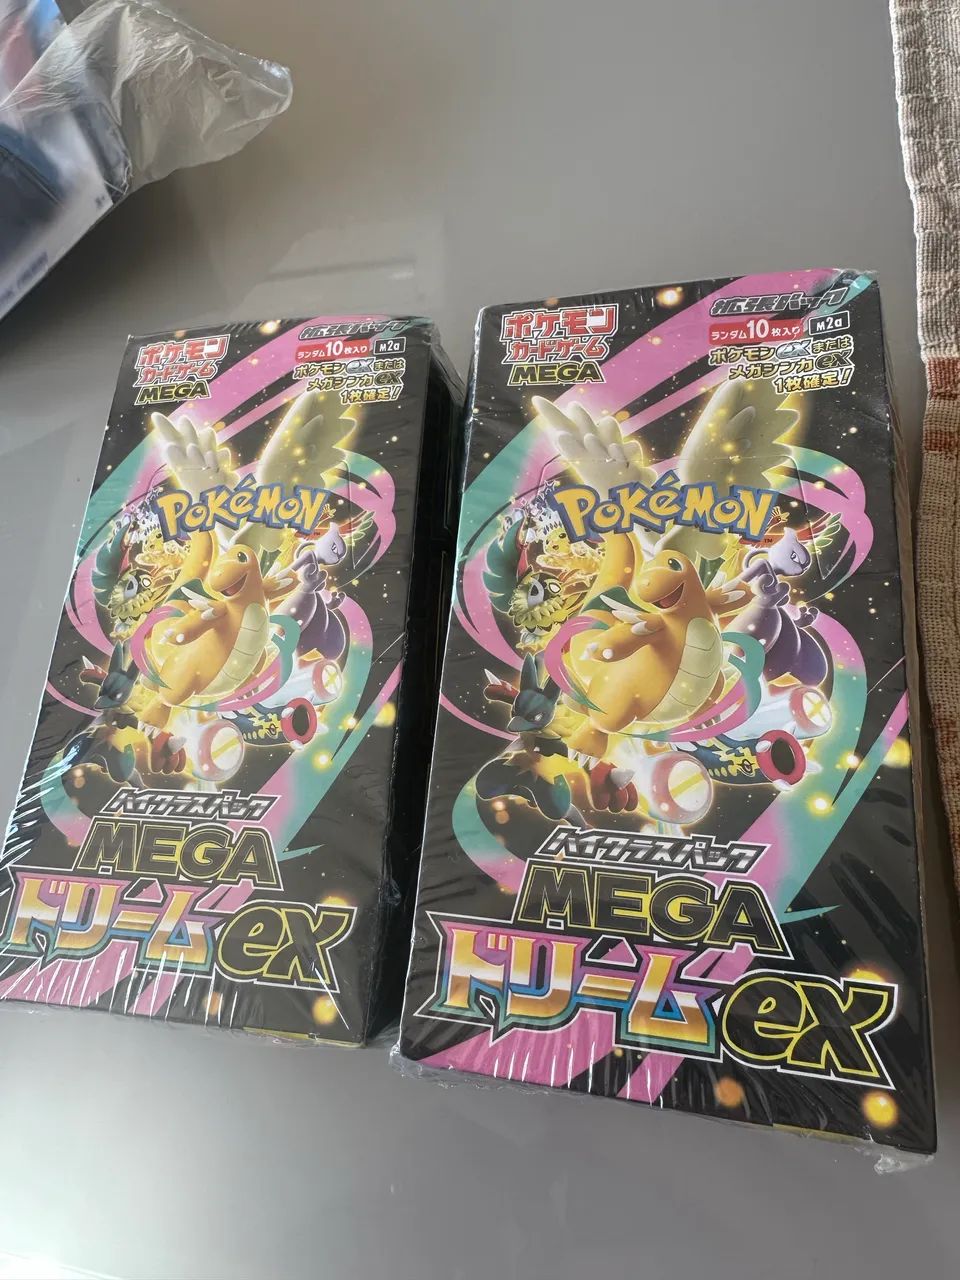 ポケモン
カードゲーム
MEGA
拡張パック
ランダム10枚入り M2a
ポケモンexまたは
メガシンカex
1枚確定!
POKéMON
ハイクラスパック
MEGA
ドリームex
ポケモン
カードゲーム
MEGA
拡張パック
ランダム10枚入り M2a
ポケモンexまたは
メガシンカex
1枚確定!
POKéMON
TM
ハイクラスパック
MEGA
ドリームex